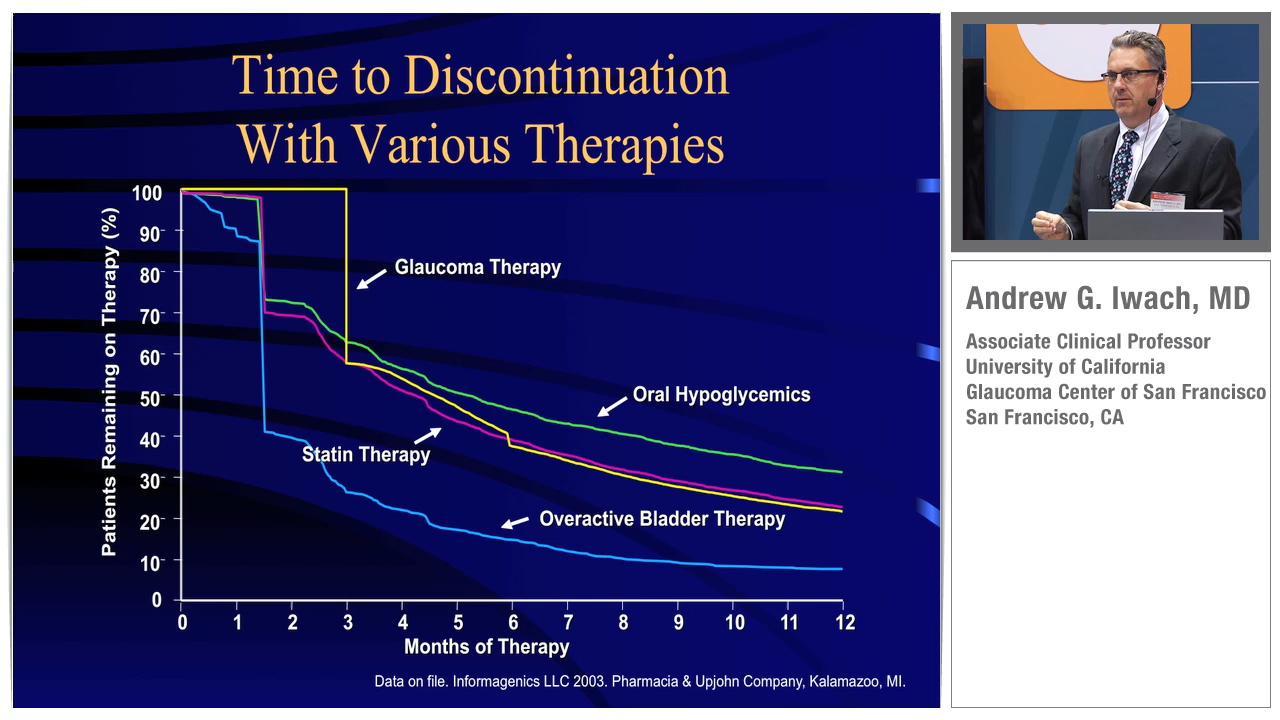 Time to Discontinuation
With Various Therapies
Patients Remaining on Therapy (%)
100
90
80
70
60
50
40
30
20
10
0
Glaucoma Therapy
Oral Hypoglycemics
Statin Therapy
Overactive Bladder Therapy
0 1 2 3 4 5 6 7 8 9 10 11 12
Months of Therapy
Data on file. Informagenics LLC 2003. Pharmacia & Upjohn Company, Kalamazoo, MI.
Andrew G. Iwach, MD
Associate Clinical Professor
University of California
Glaucoma Center of San Francisco
San Francisco, CA